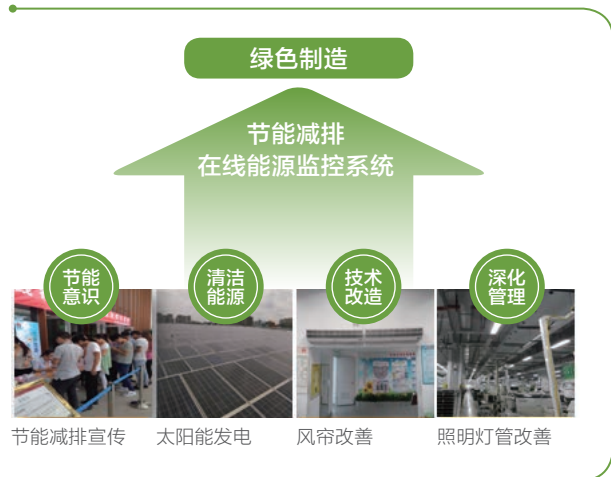 绿色制造
节能减排
在线能源监控系统
节能
意识
清洁
能源
技术
改造
深化
管理
节能减排宣传
太阳能发电
风帘改善
照明灯管改善